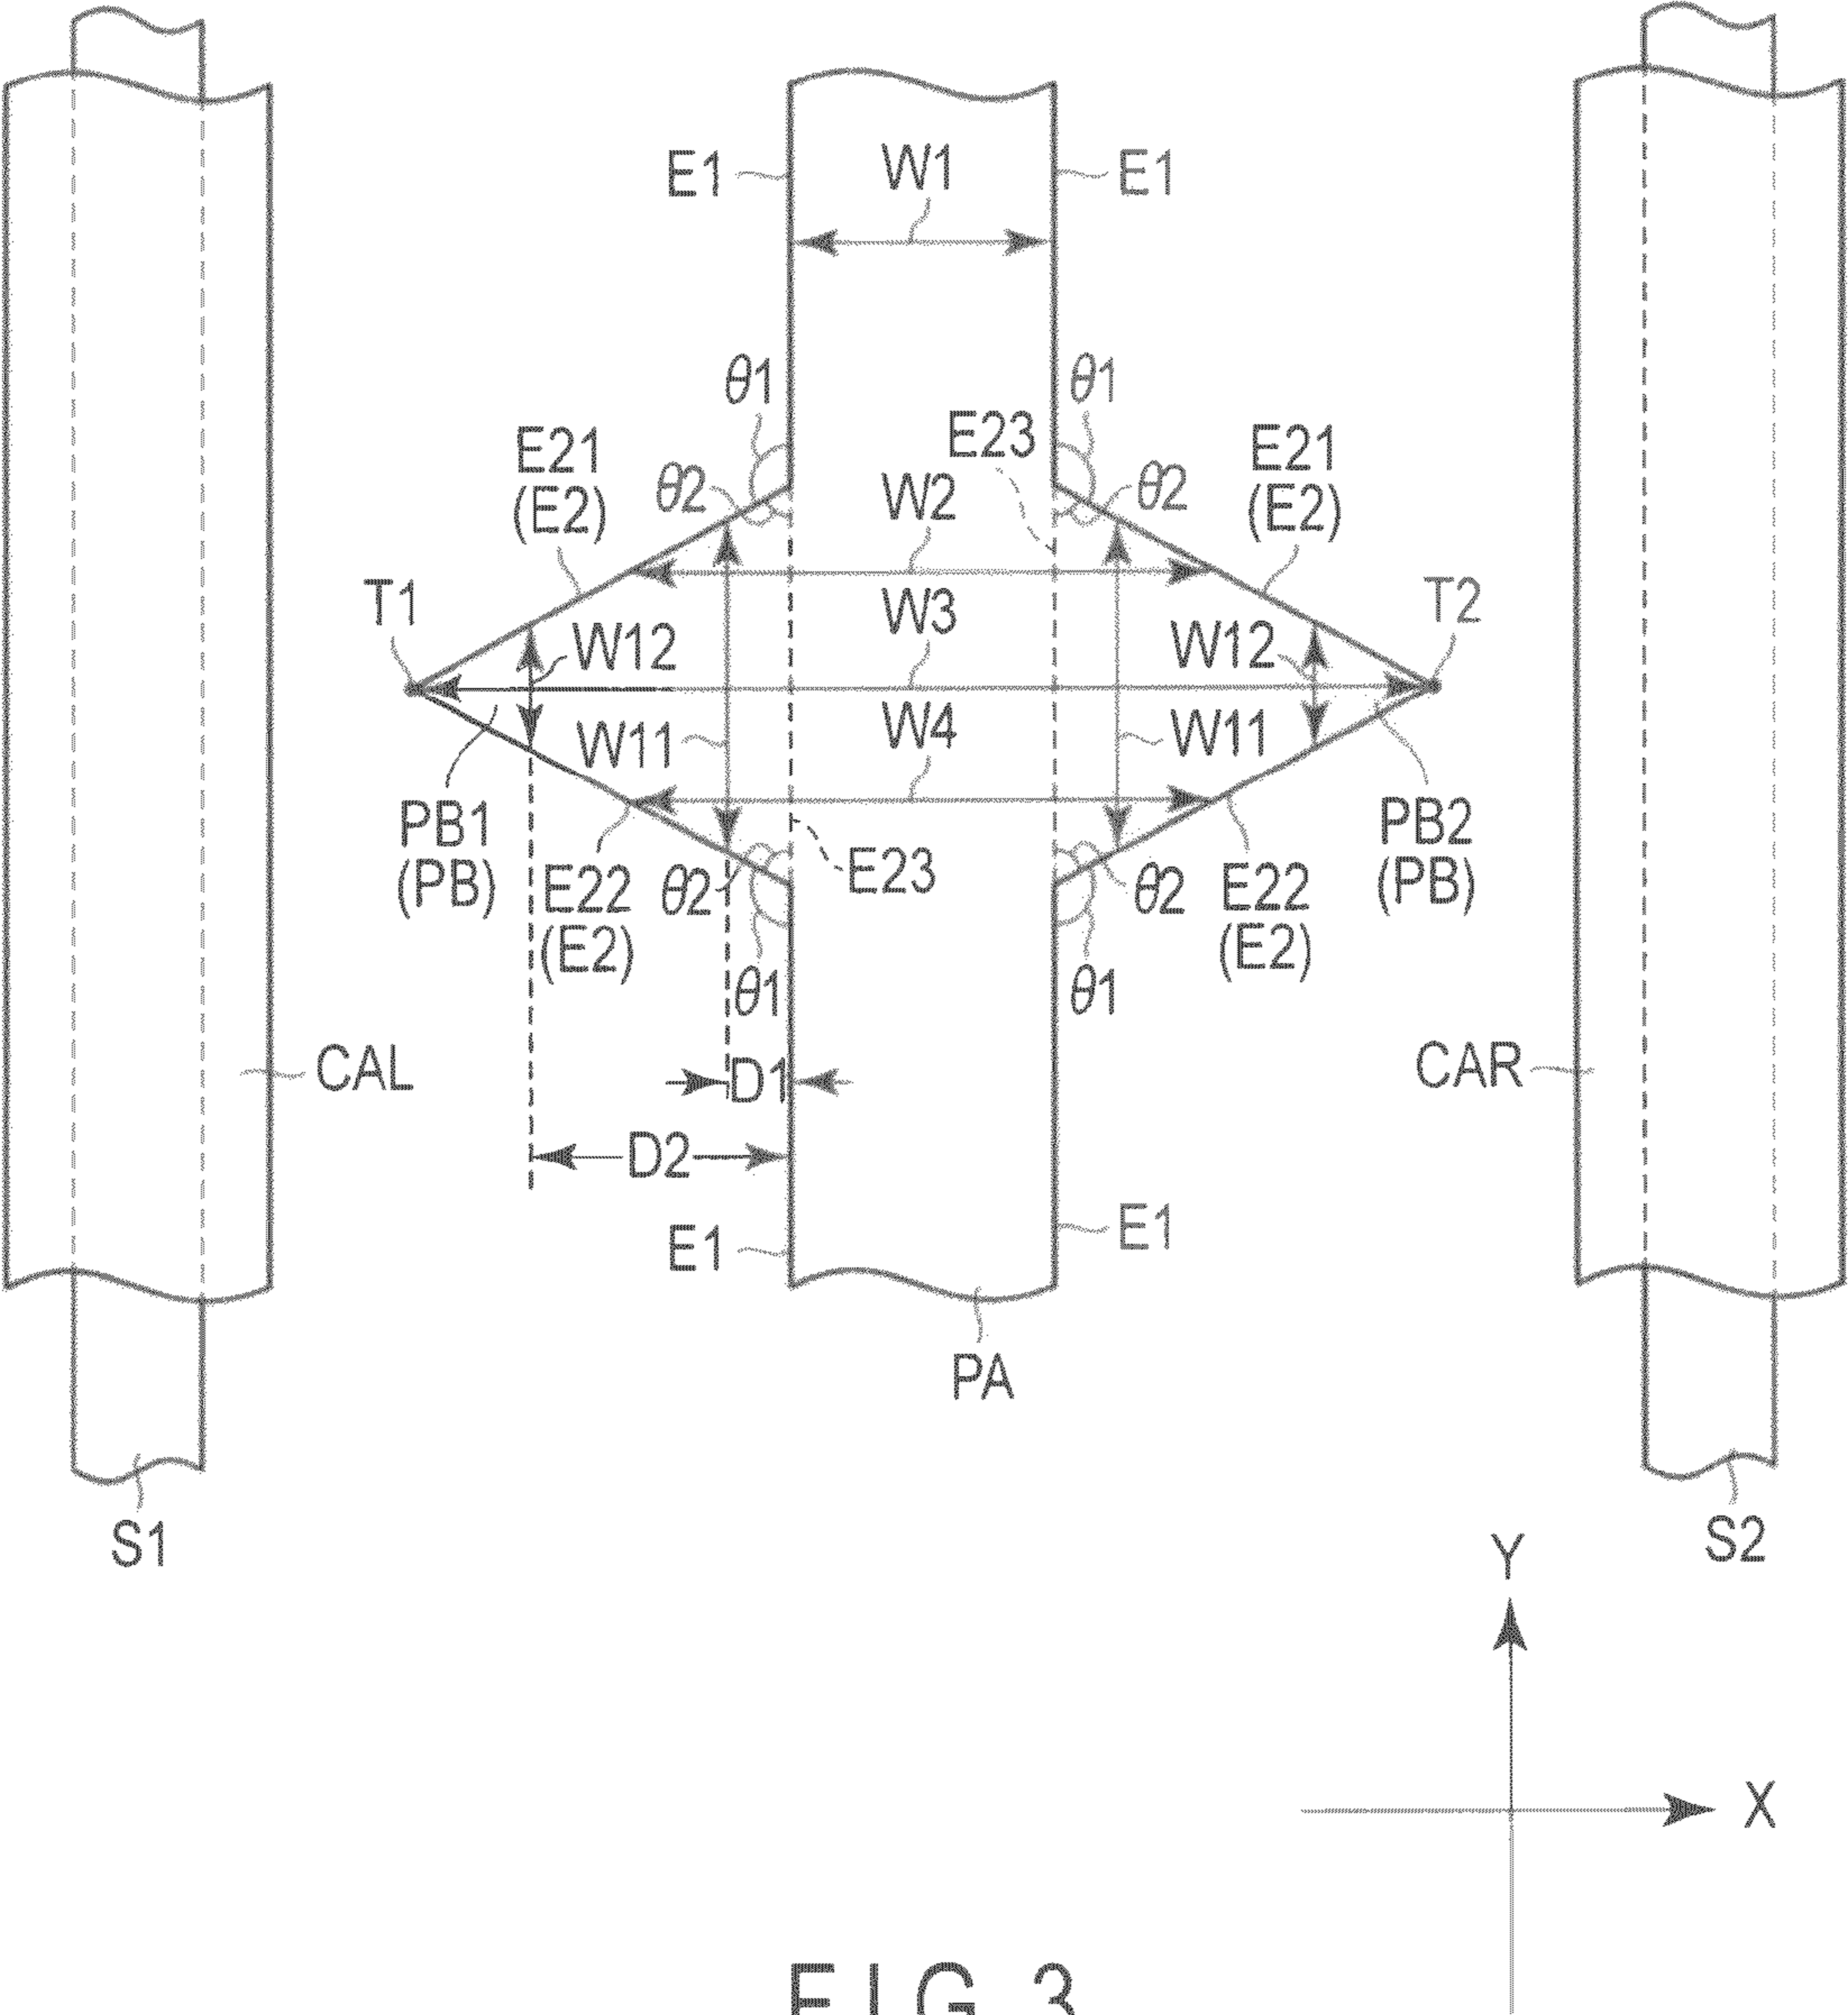 E1
W1
E1
θ1
θ1
E23
E21
(E2)
θ2
W2
θ2
E21
(E2)
T1
W12
W3
W12
T2
W11
W4
W11
PB1
(PB)
E22
(E2)
θ2
E23
θ2
E22
(E2)
PB2
(PB)
θ1
θ1
CAL
D1
CAR
D2
E1
E1
PA
S1
S2
Y
X
FIG. 3